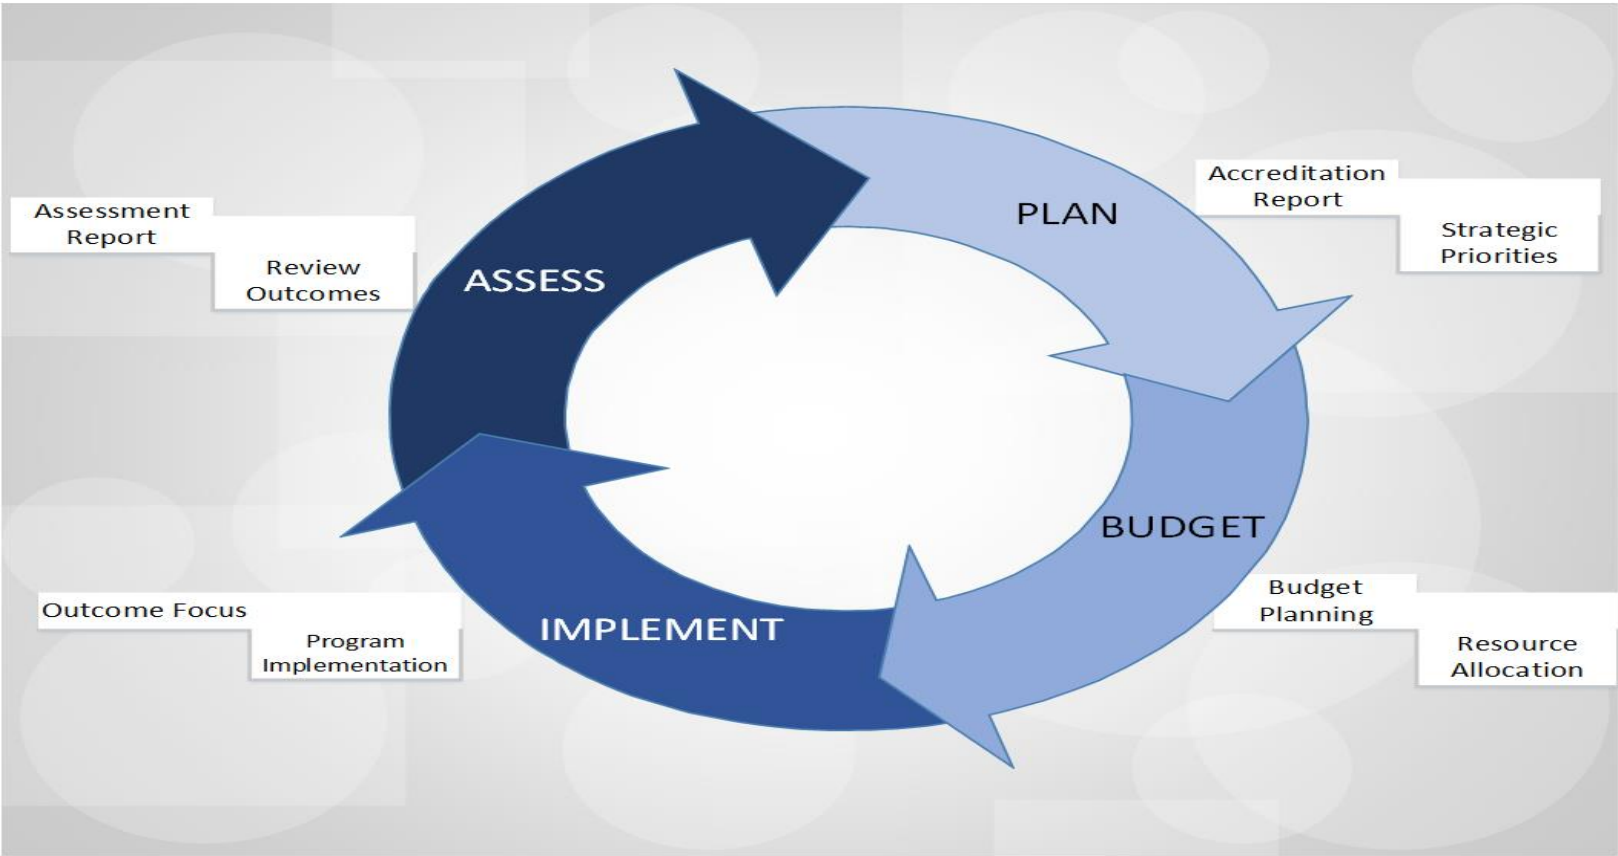 PLAN
Accreditation
Report
Strategic
Priorities
BUDGET
Budget
Planning
Resource
Allocation
IMPLEMENT
Outcome Focus
Program
Implementation
ASSESS
Assessment
Report
Review
Outcomes